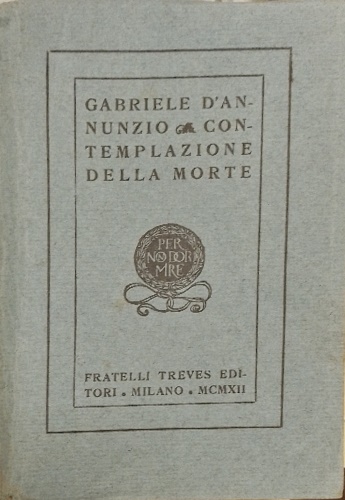 GABRIELE D'AN-
NUNZIO CON-
TEMPLAZIONE
DELLA MORTE
PER
NON DOR
MIRE
FRATELLI TREVES EDI-
TORI • MILANO • MCMXII